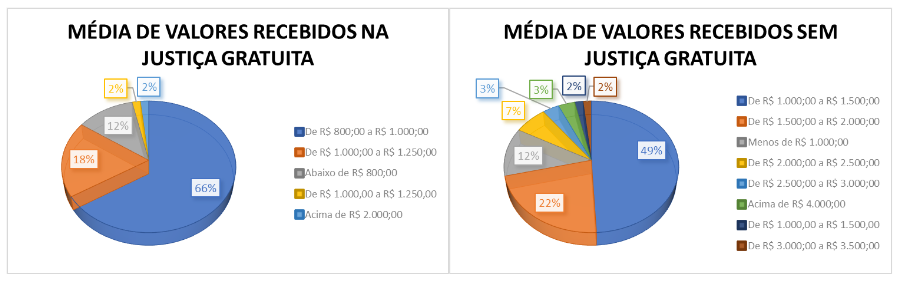 MÉDIA DE VALORES RECEBIDOS NA
JUSTIÇA GRATUITA
2%
2%
12%
18%
66%
De R$ 800;00 a R$ 1.000;00
De R$ 1.000;00 a R$ 1.250;00
Abaixo de R$ 800;00
De R$ 1.000,00 a R$ 1.250;00
Acima de R$ 2.000;00
MÉDIA DE VALORES RECEBIDOS SEM
JUSTIÇA GRATUITA
3%
3%
2%
2%
7%
12%
49%
22%
De R$ 1.000;00 a R$ 1.500;00
De R$ 1.500;00 a R$ 2.000;00
Menos de R$ 1.000;00
De R$ 2.000;00 a R$ 2.500;00
De R$ 2.500;00 a R$ 3.000;00
Acima de R$ 4.000;00
De R$ 1.000,00 a R$ 1.500;00
De R$ 3.000;00 a R$ 3.500;00